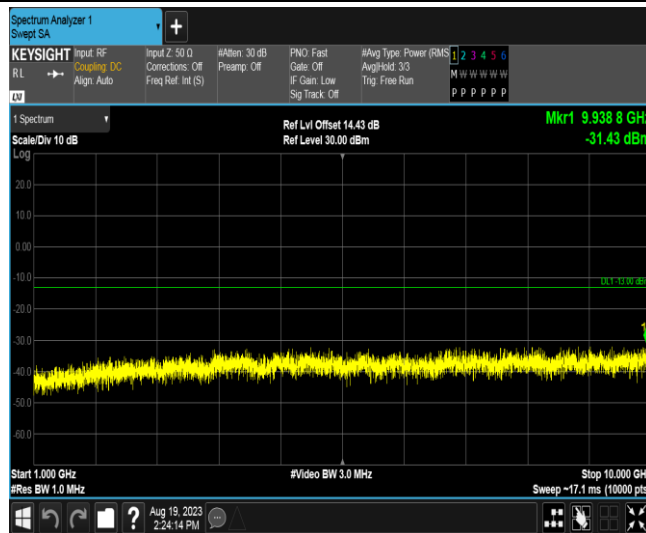 Spectrum Analyzer 1
Swept SA
+
KEYSIGHT
RL
LXI
Input: RF
Coupling: DC
Align: Auto
Input Z: 50 Ω
Corrections: Off
Freq Ref: Int (S)
#Atten: 30 dB
Preamp: Off
PNO: Fast
Gate: Off
IF Gain: Low
Sig Track: Off
#Avg Type: Power (RMS
Avg|Hold: 3/3
Trig: Free Run
1 2 3 4 5 6
M W W W W W
P P P P P P
1 Spectrum
Scale/Div 10 dB
Ref Lvl Offset 14.43 dB
Ref Level 30.00 dBm
Mkr1 9.938 8 GHz
-31.43 dBm
Log
20.0
10.0
0.00
-10.0
DL1 -13.00 dBm
-20.0
-30.0
1
-40.0
-50.0
-60.0
Start 1.000 GHz
#Video BW 3.0 MHz
Stop 10.000 GH
#Res BW 1.0 MHz
Sweep ~17.1 ms (10000 pts
?
Aug 19, 2023
2:24:14 PM